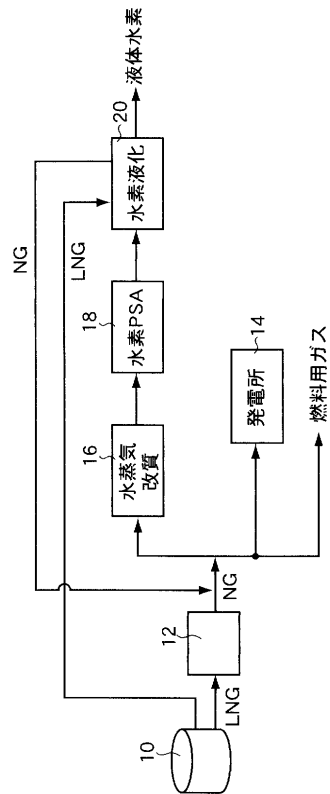 10
LNG
12
NG
NG
LNG
16
水蒸気
改質
18
水素PSA
20
水素液化
液体水素
14
発電所
燃料用ガス